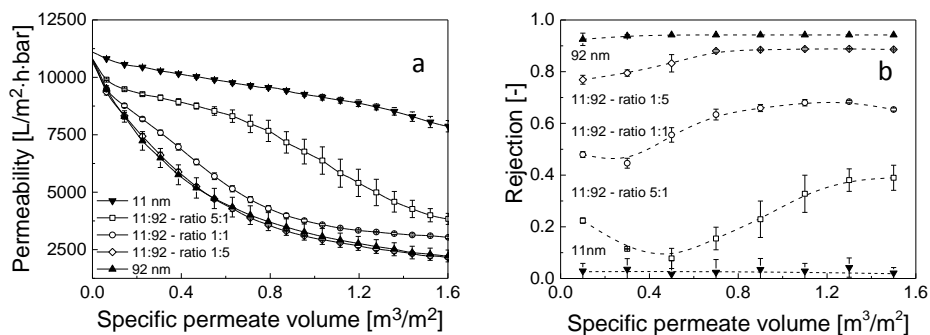 12500
10000
7500
5000
2500
Permeability [L/m²·h·bar]
a
11 nm
11:92 - ratio 5:1
11:92 - ratio 1:1
11:92 - ratio 1:5
92 nm
0.0 0.4 0.8 1.2 1.6
Specific permeate volume [m³/m²]
1.0
0.8
0.6
0.4
0.2
0.0
Rejection [-]
b
92 nm
11:92 - ratio 1:5
11:92 - ratio 1:1
11:92 - ratio 5:1
11nm
0.0 0.4 0.8 1.2 1.6
Specific permeate volume [m³/m²]